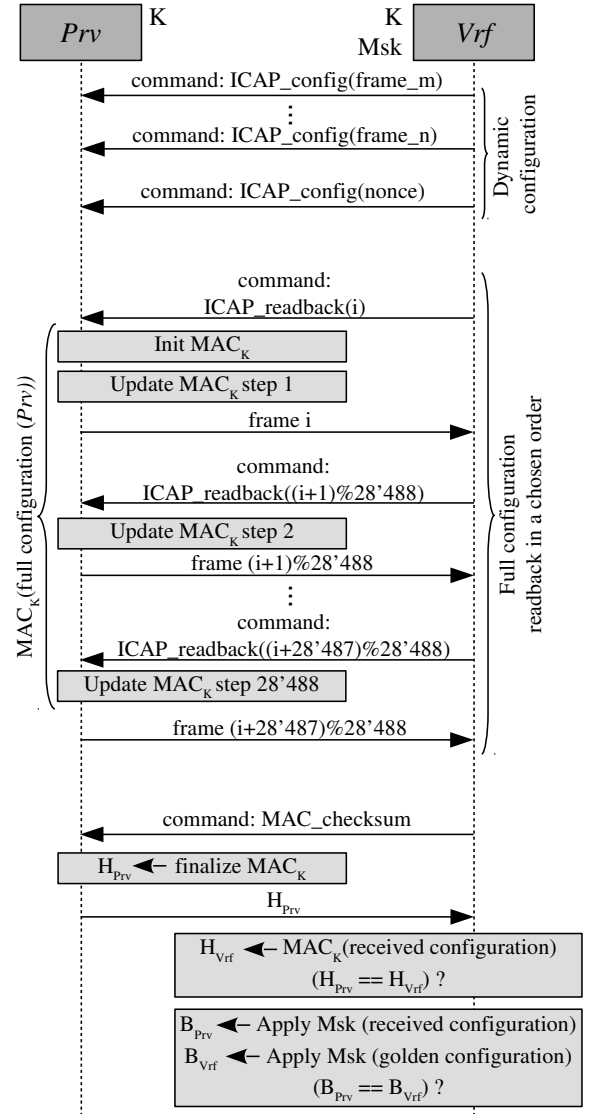 Prv
K
K
Msk
Vrf
command: ICAP_config(frame_m)
⋮
command: ICAP_config(frame_n)
command: ICAP_config(nonce)
Dynamic
configuration
command:
ICAP_readback(i)
Init MAC_K
Update MAC_K step 1
frame i
command:
ICAP_readback((i+1)%28'488)
Update MAC_K step 2
frame (i+1)%28'488
⋮
command:
ICAP_readback((i+28'487)%28'488)
Update MAC_K step 28'488
frame (i+28'487)%28'488
MAC_K(full configuration (Prv))
Full configuration
readback in a chosen order
command: MAC_checksum
H_Prv ← finalize MAC_K
H_Prv
H_Vrf ← MAC_K(received configuration)
(H_Prv == H_Vrf) ?
B_Prv ← Apply Msk (received configuration)
B_Vrf ← Apply Msk (golden configuration)
(B_Prv == B_Vrf) ?